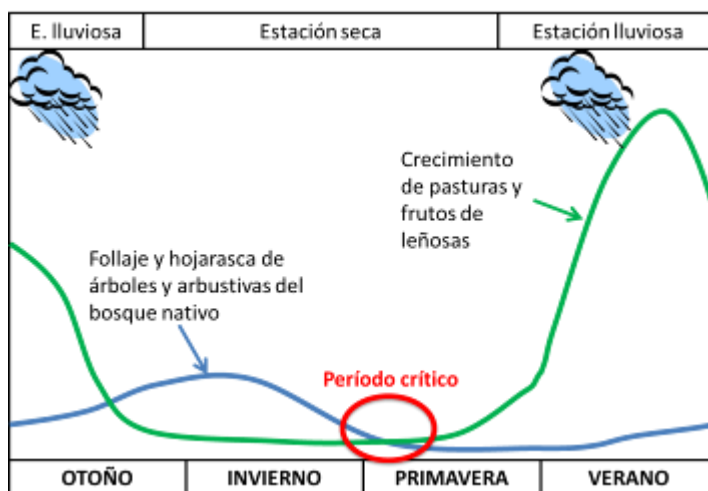 E. lluviosa
Estación seca
Estación lluviosa
Crecimiento
de pasturas y
frutos de
leñosas
Follaje y hojarasca de
árboles y arbustivas del
bosque nativo
Período crítico
OTOÑO
INVIERNO
PRIMAVERA
VERANO